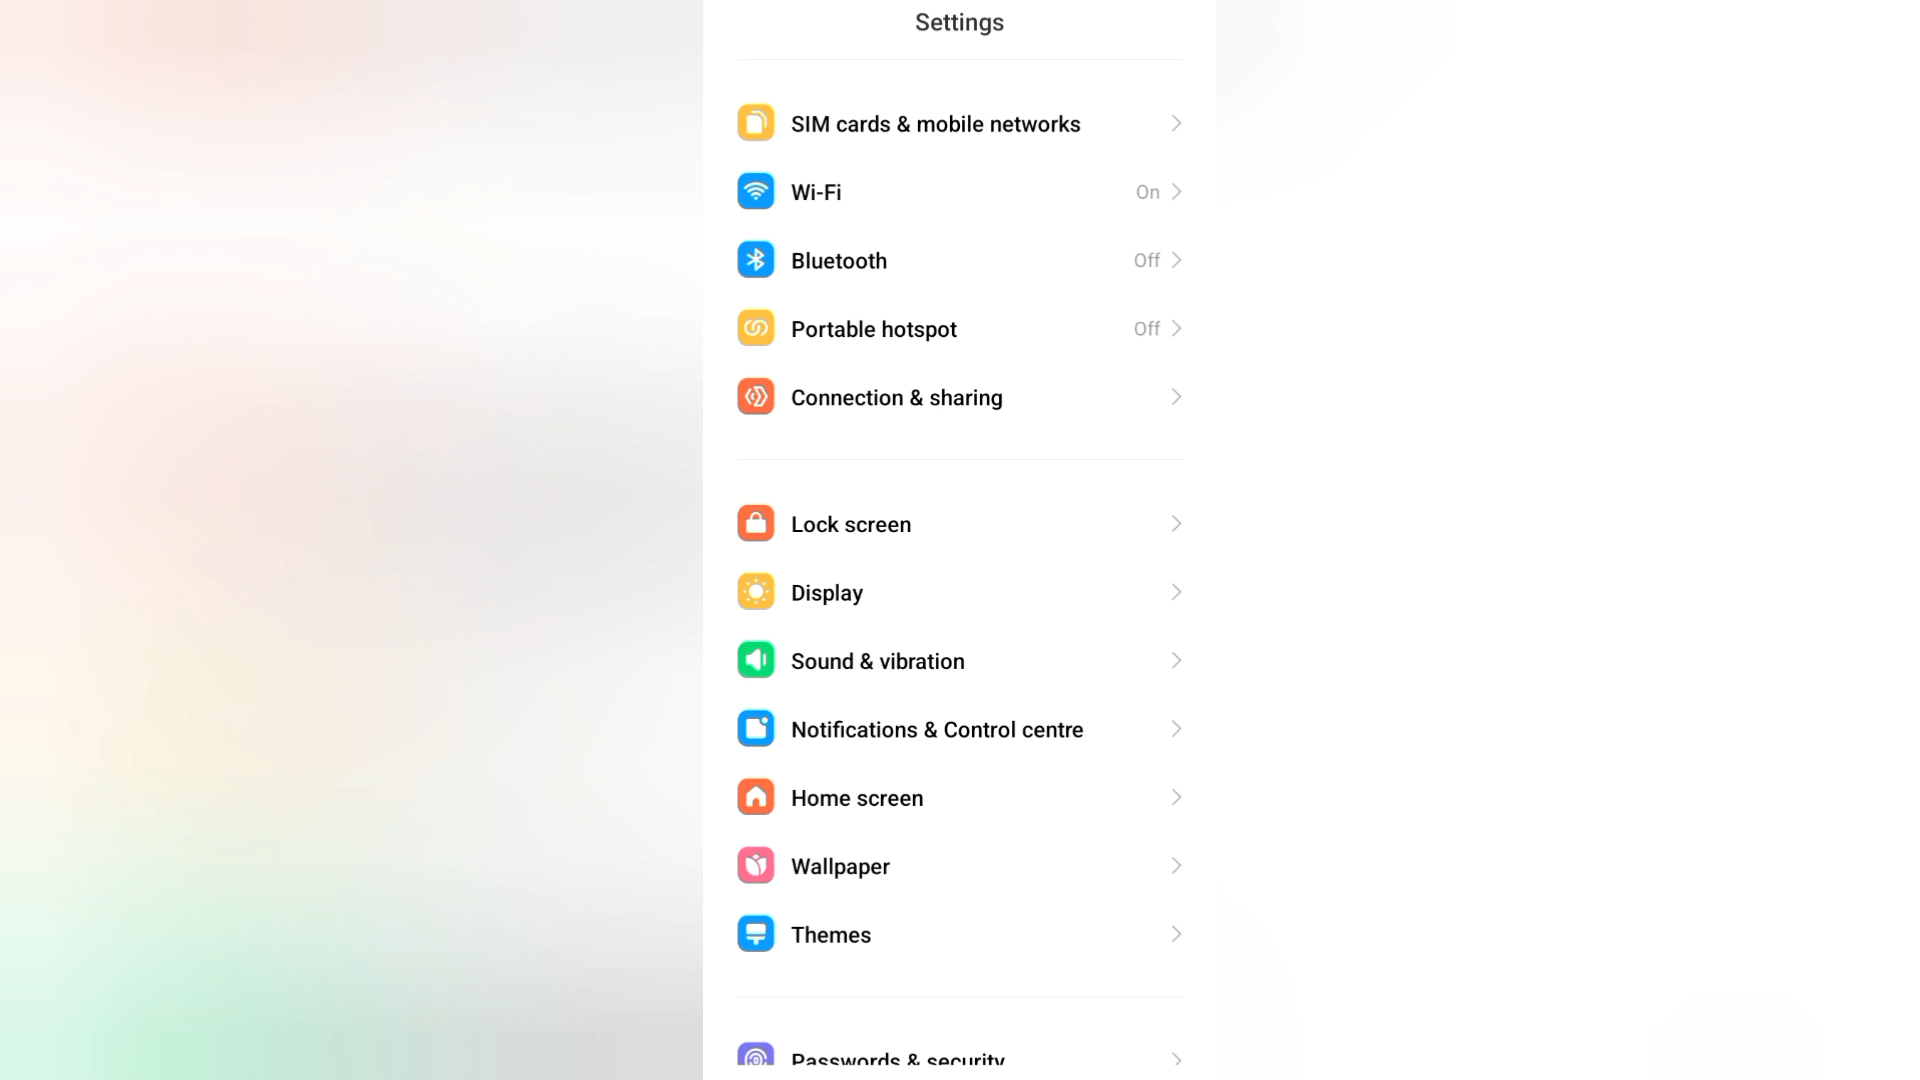 Settings
SIM cards & mobile networks
Wi-Fi On
Bluetooth Off
Portable hotspot Off
Connection & sharing
Lock screen
Display
Sound & vibration
Notifications & Control centre
Home screen
Wallpaper
Themes
Passwords & security